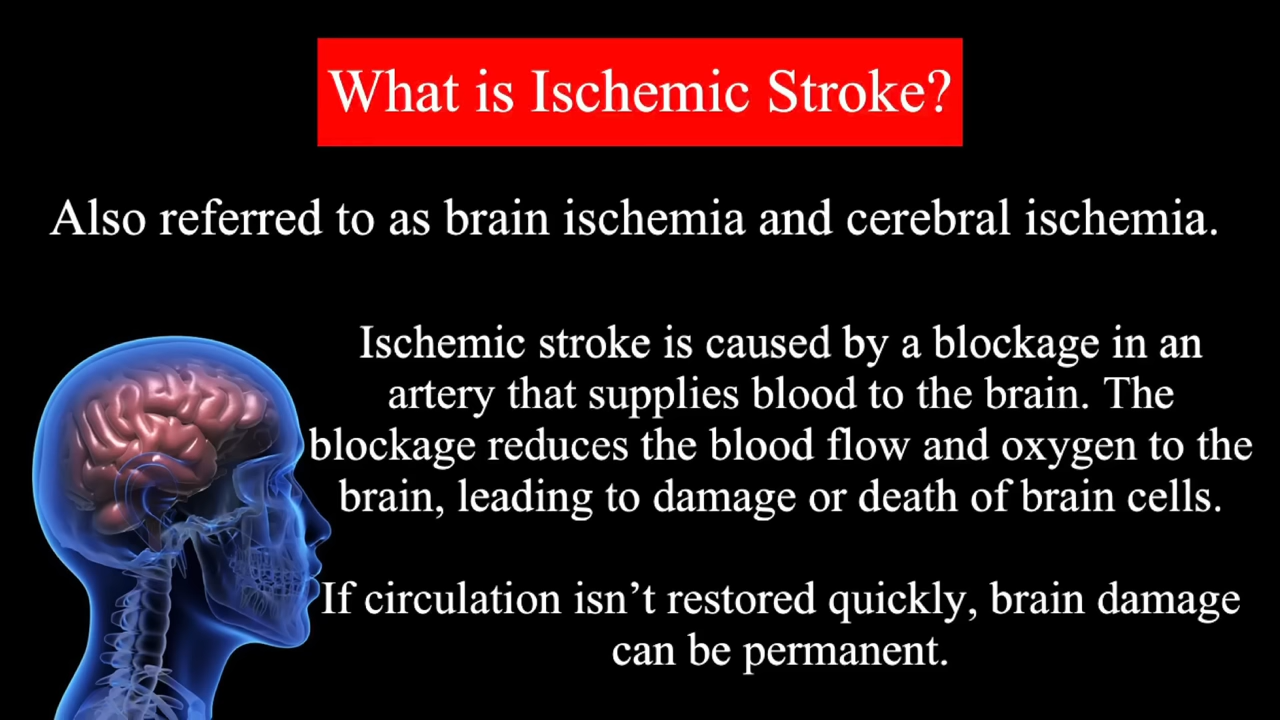 What is Ischemic Stroke?
Also referred to as brain ischemia and cerebral ischemia.
Ischemic stroke is caused by a blockage in an
artery that supplies blood to the brain. The
blockage reduces the blood flow and oxygen to the
brain, leading to damage or death of brain cells.
If circulation isn’t restored quickly, brain damage
can be permanent.